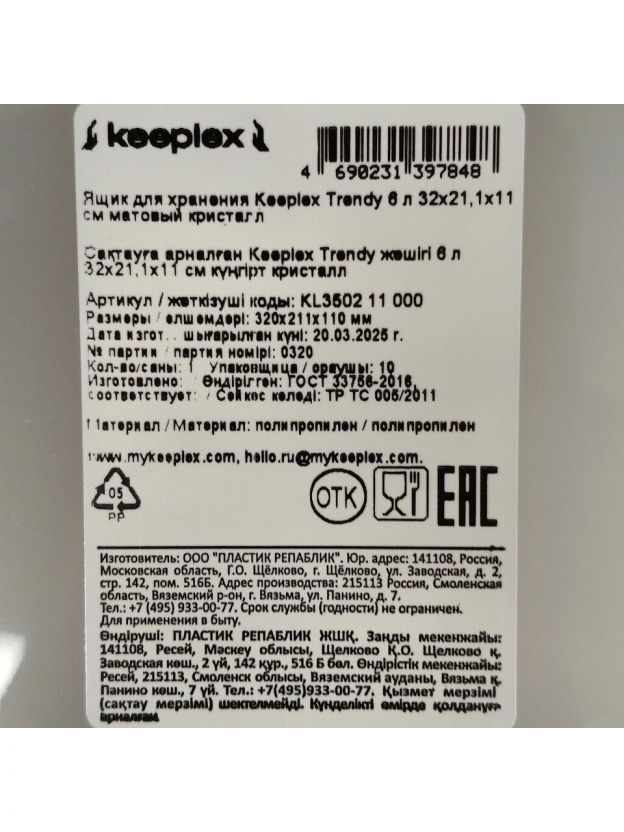 keeplex
4 690231 397848
Ящик для хранения Keeplex Trendy 6 л 32x21,1x11
см матовый кристалл
Сақтауға арналған Keeplex Trendy жәшігі 6 л
32x21,1x11 см күңгірт кристалл
Артикул / жеткізуші коды: KL3502 11 000
Размеры / өлшемдері: 320x211x110 мм
Дата изгот.. шығарылған күні: 20.03.2025 г.
№ партии / партия номірі: 0320
Кол-во/саны: 1 Упаковщица / ораушы: 10
Изготовлено: Өндірілген: ГОСТ 33756-2016,
соответствует: / Сәйкес келеді: ТР ТС 005/2011
Материал / Материал: полипропилен / полипропилен
www.mykeeplex.com, hello.ru@mykeeplex.com.
05
PP
ОТК
EAC
Изготовитель: ООО "ПЛАСТИК РЕПАБЛИК". Юр. адрес: 141108, Россия,
Московская область, Г.О. Щёлково, г. Щёлково, ул. Заводская, д. 2,
стр. 142, пом. 516Б. Адрес производства: 215113 Россия, Смоленская
область, Вяземский р-он, г. Вязьма, ул. Панино, д. 7.
Тел.: +7 (495) 933-00-77. Срок службы (годности) не ограничен.
Для применения в быту.
Өндіруші: ПЛАСТИК РЕПАБЛИК ЖШҚ. Заңды мекенжайы:
141108, Ресей, Мәскеу облысы, Щелково Қ.О. Щелково қ.
Заводская көш., 2 үй, 142 құр., 516 Б бөл. Өндірістік мекенжайы:
Ресей, 215113, Смоленск облысы, Вяземский ауданы, Вязьма қ.
Панино көш., 7 үй. Тел.: +7(495)933-00-77. Қызмет мерзімі
(сақтау мерзімі) шектелмейді. Күнделікті өмірде қолдануға
арналған